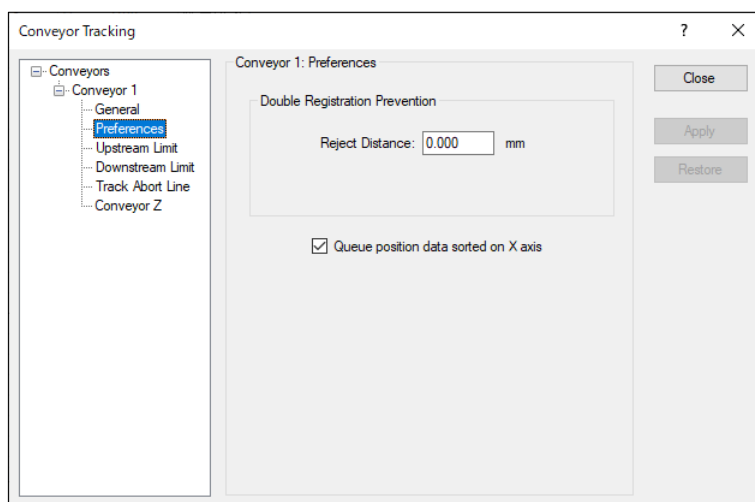 Conveyor Tracking
?
Conveyors
Conveyor 1
General
Preferences
Upstream Limit
Downstream Limit
Track Abort Line
Conveyor Z
Conveyor 1: Preferences
Double Registration Prevention
Reject Distance: 0.000 mm
Queue position data sorted on X axis
Close
Apply
Restore